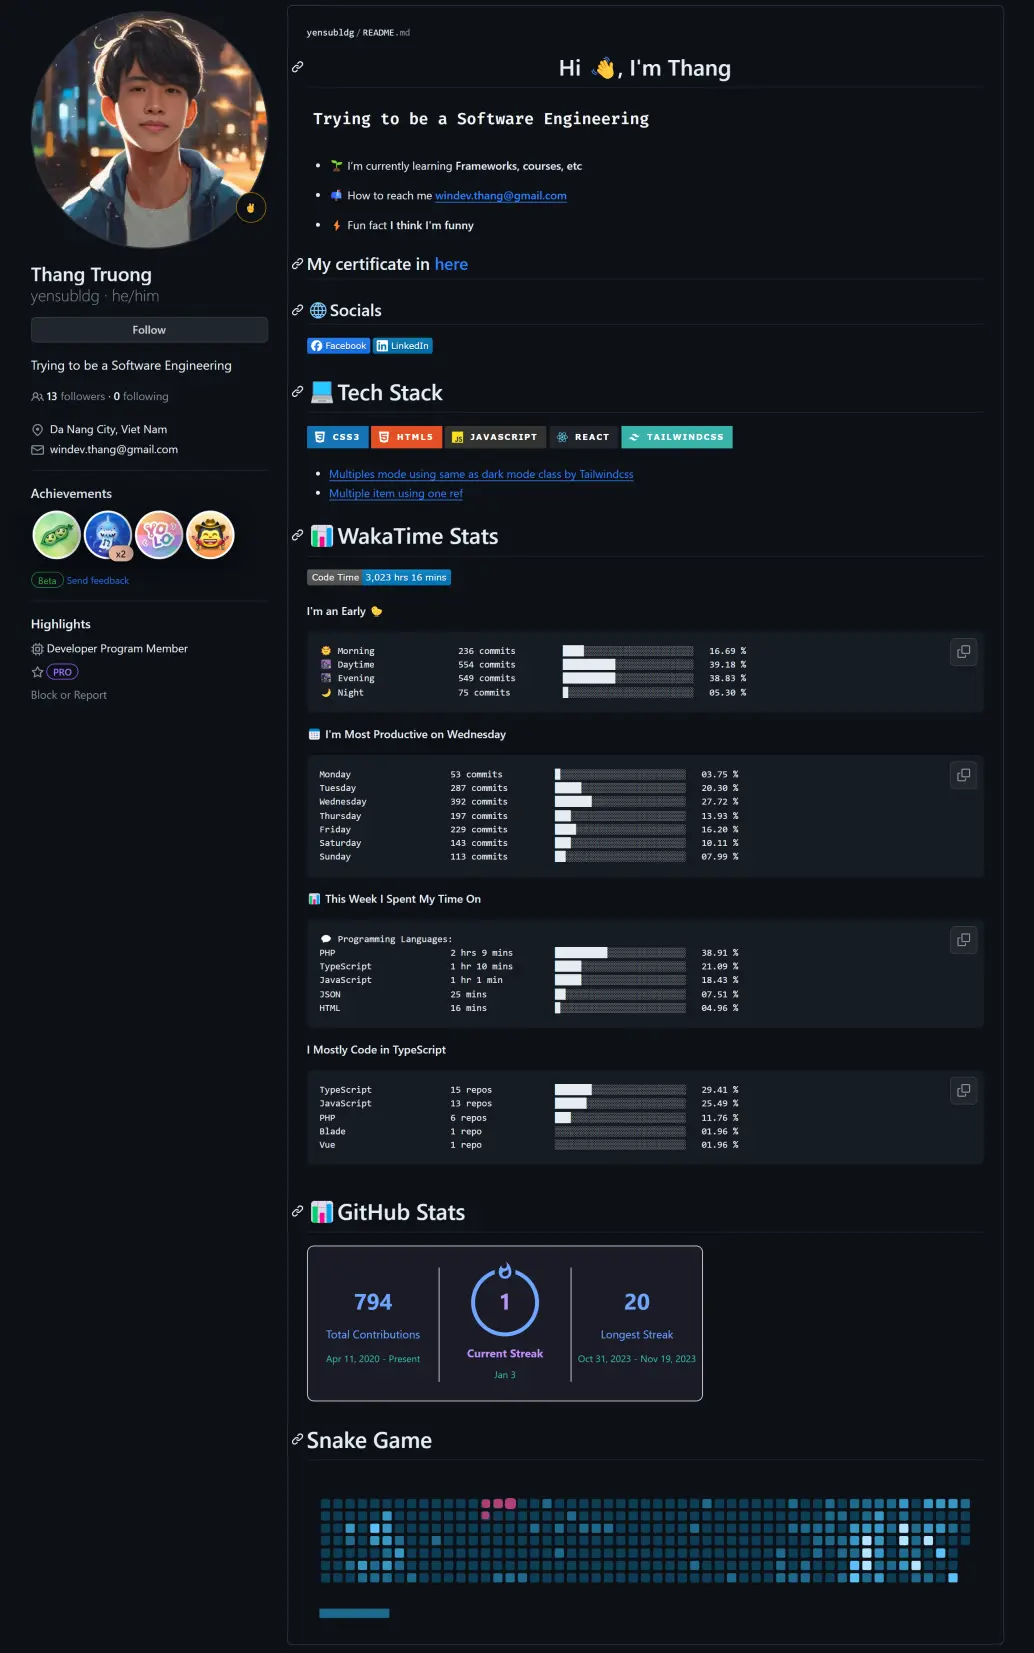 Thang Truong
yensubldg · he/him
Follow
Trying to be a Software Engineering
13 followers · 0 following
Da Nang City, Viet Nam
windev.thang@gmail.com
Achievements
YOLO
x2
Beta Send feedback
Highlights
Developer Program Member
PRO
Block or Report
yensubldg/README.md
Hi 👋, I'm Thang
Trying to be a Software Engineering
• 🌱 I'm currently learning Frameworks, courses, etc
• 📫 How to reach me windev.thang@gmail.com
• ⚡ Fun fact I think I'm funny
My certificate in here
🌐 Socials
Facebook LinkedIn
💻 Tech Stack
CSS3 HTML5 JAVASCRIPT REACT TAILWINDCSS
• Multiples mode using same as dark mode class by Tailwindcss
• Multiple item using one ref
📊 WakaTime Stats
Code Time 3,023 hrs 16 mins
I'm an Early 🐤
🌞 Morning 236 commits 16.69 %
🌆 Daytime 554 commits 39.18 %
🌃 Evening 549 commits 38.83 %
🌙 Night 75 commits 05.30 %
📅 I'm Most Productive on Wednesday
Monday 53 commits 03.75 %
Tuesday 287 commits 20.30 %
Wednesday 392 commits 27.72 %
Thursday 197 commits 13.93 %
Friday 229 commits 16.20 %
Saturday 143 commits 10.11 %
Sunday 113 commits 07.99 %
📊 This Week I Spent My Time On
💬 Programming Languages:
PHP 2 hrs 9 mins 38.91 %
TypeScript 1 hr 10 mins 21.09 %
JavaScript 1 hr 1 min 18.43 %
JSON 25 mins 07.51 %
HTML 16 mins 04.96 %
I Mostly Code in TypeScript
TypeScript 15 repos 29.41 %
JavaScript 13 repos 25.49 %
PHP 6 repos 11.76 %
Blade 1 repo 01.96 %
Vue 1 repo 01.96 %
📊 GitHub Stats
794 1 20
Total Contributions Current Streak Longest Streak
Apr 11, 2020 - Present Jan 3 Oct 31, 2023 - Nov 19, 2023
Snake Game